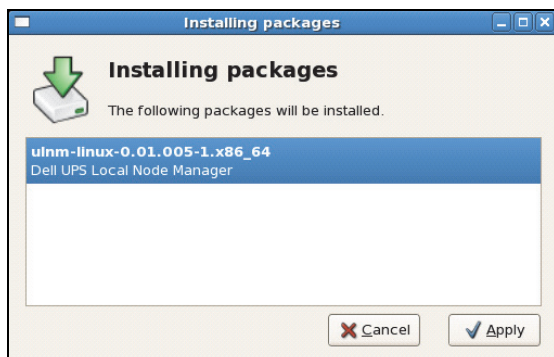 Installing packages
Installing packages
The following packages will be installed.
ulnm-linux-0.01.005-1.x86_64
Dell UPS Local Node Manager
Cancel
Apply